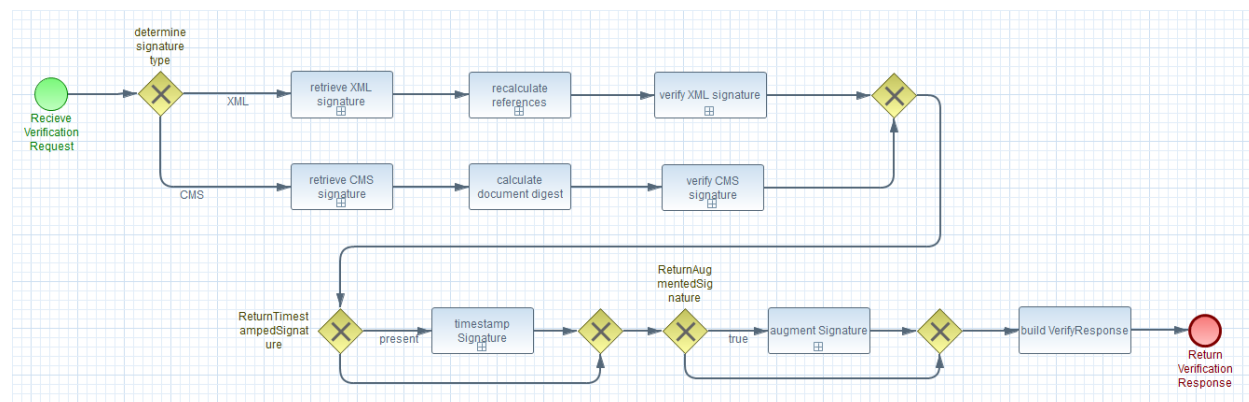 determine
signature
type
Recieve
Verification
Request
XML
retrieve XML
signature
recalculate
references
verify XML signature
CMS
retrieve CMS
signature
calculate
document digest
verify CMS
signature
ReturnTimest
ampedSignat
ure
present
timestamp
Signature
ReturnAug
mentedSig
nature
true
augment Signature
build VerifyResponse
Return
Verification
Response